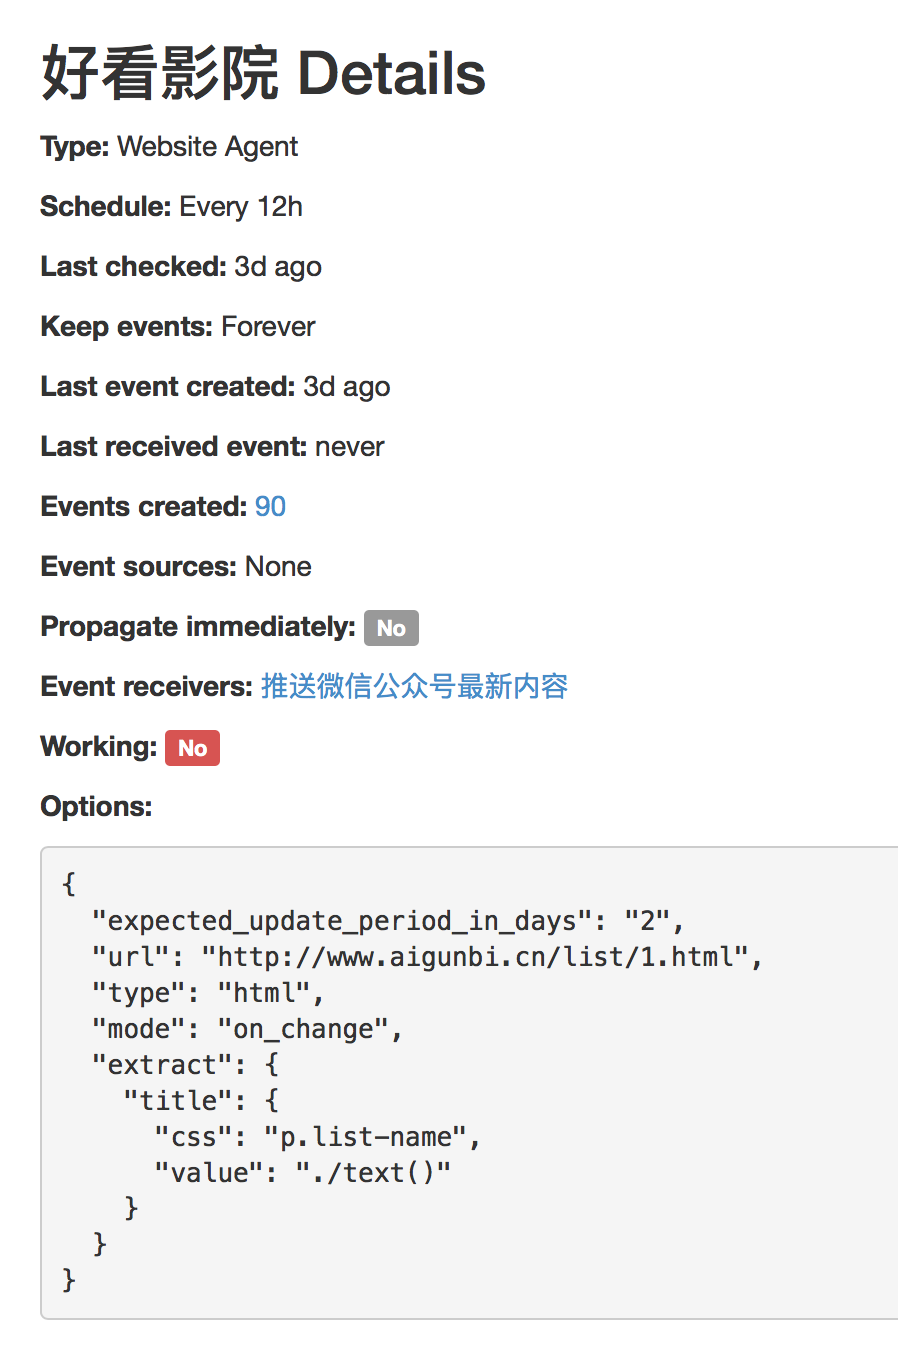 好看影院 Details
Type: Website Agent
Schedule: Every 12h
Last checked: 3d ago
Keep events: Forever
Last event created: 3d ago
Last received event: never
Events created: 90
Event sources: None
Propagate immediately: No
Event receivers: 推送微信公众号最新内容
Working: No
Options:
{
  "expected_update_period_in_days": "2",
  "url": "http://www.aigunbi.cn/list/1.html",
  "type": "html",
  "mode": "on_change",
  "extract": {
    "title": {
      "css": "p.list-name",
      "value": "./text()"
    }
  }
}